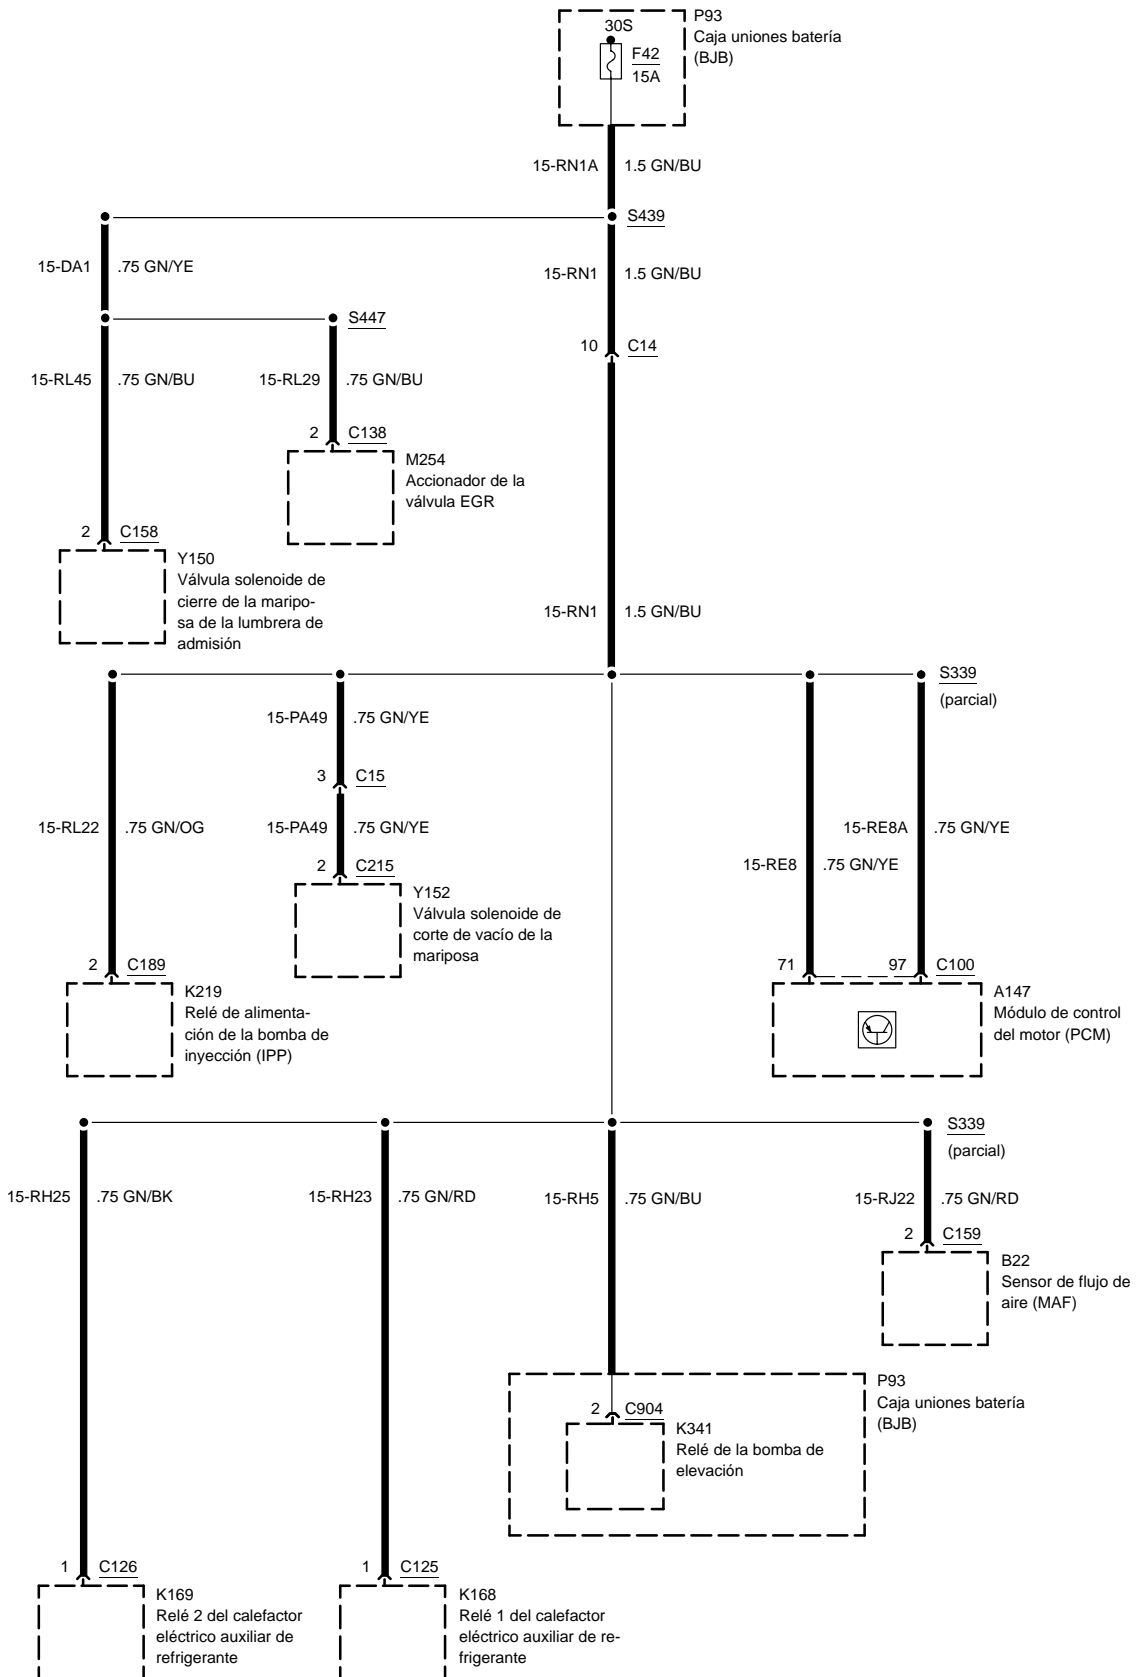 30S
F42
15A
P93
Caja uniones batería
(BJB)
15-RN1A 1.5 GN/BU
S439
15-DA1 .75 GN/YE
15-RN1 1.5 GN/BU
S447
10 C14
15-RL45 .75 GN/BU
15-RL29 .75 GN/BU
2 C138
M254
Accionador de la
válvula EGR
2 C158
Y150
Válvula solenoide de
cierre de la maripo-
sa de la lumbrera de
admisión
15-RN1 1.5 GN/BU
S339
(parcial)
15-PA49 .75 GN/YE
3 C15
15-RL22 .75 GN/OG
15-PA49 .75 GN/YE
15-RE8A .75 GN/YE
15-RE8 .75 GN/YE
2 C215
Y152
Válvula solenoide de
corte de vacío de la
mariposa
2 C189
K219
Relé de alimenta-
ción de la bomba de
inyección (IPP)
71 97 C100
A147
Módulo de control
del motor (PCM)
S339
(parcial)
15-RH25 .75 GN/BK
15-RH23 .75 GN/RD
15-RH5 .75 GN/BU
15-RJ22 .75 GN/RD
2 C159
B22
Sensor de flujo de
aire (MAF)
P93
Caja uniones batería
(BJB)
2 C904
K341
Relé de la bomba de
elevación
1 C126
K169
Relé 2 del calefactor
eléctrico auxiliar de
refrigerante
1 C125
K168
Relé 1 del calefactor
eléctrico auxiliar de re-
frigerante